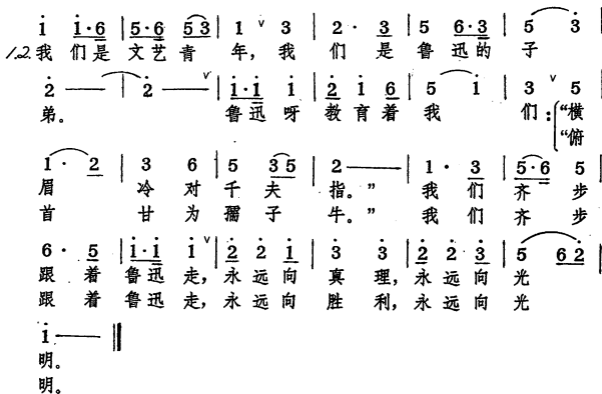 i i·6 | 5·6 5 3 | 1 ˅ 3 | 2· 3 | 5 6·3 | 5 3
1.2.我们是 文艺青 年，我 们 是 鲁迅的 子
2 — | 2 — ˅ | i·i i | 2 i 6 | 5 i | 3 ˅ 5
弟。 鲁迅呀 教育着 我 们：“横
“俯
1· 2 | 3 6 | 5 3 5 | 2 — | 1· 3 | 5·6 5
眉 冷 对 千 夫 指。” 我 们 齐 步
首 甘 为 孺 子 牛。” 我 们 齐 步
6· 5 | i·i i ˅ | 2 2 i | 3 3 | 2 2 3 | 5 6 2
跟 着 鲁迅 走，永远向 真 理，永远向 光
跟 着 鲁迅 走，永远向 胜 利，永远向 光
i — ‖
明。
明。